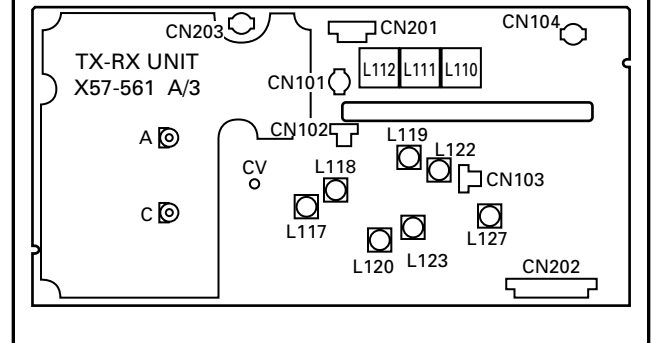 CN203
CN201
CN104
TX-RX UNIT
X57-561 A/3
CN101
L112
L111
L110
CN102
L119
L122
A
CV
L118
CN103
C
L117
L127
L120
L123
CN202